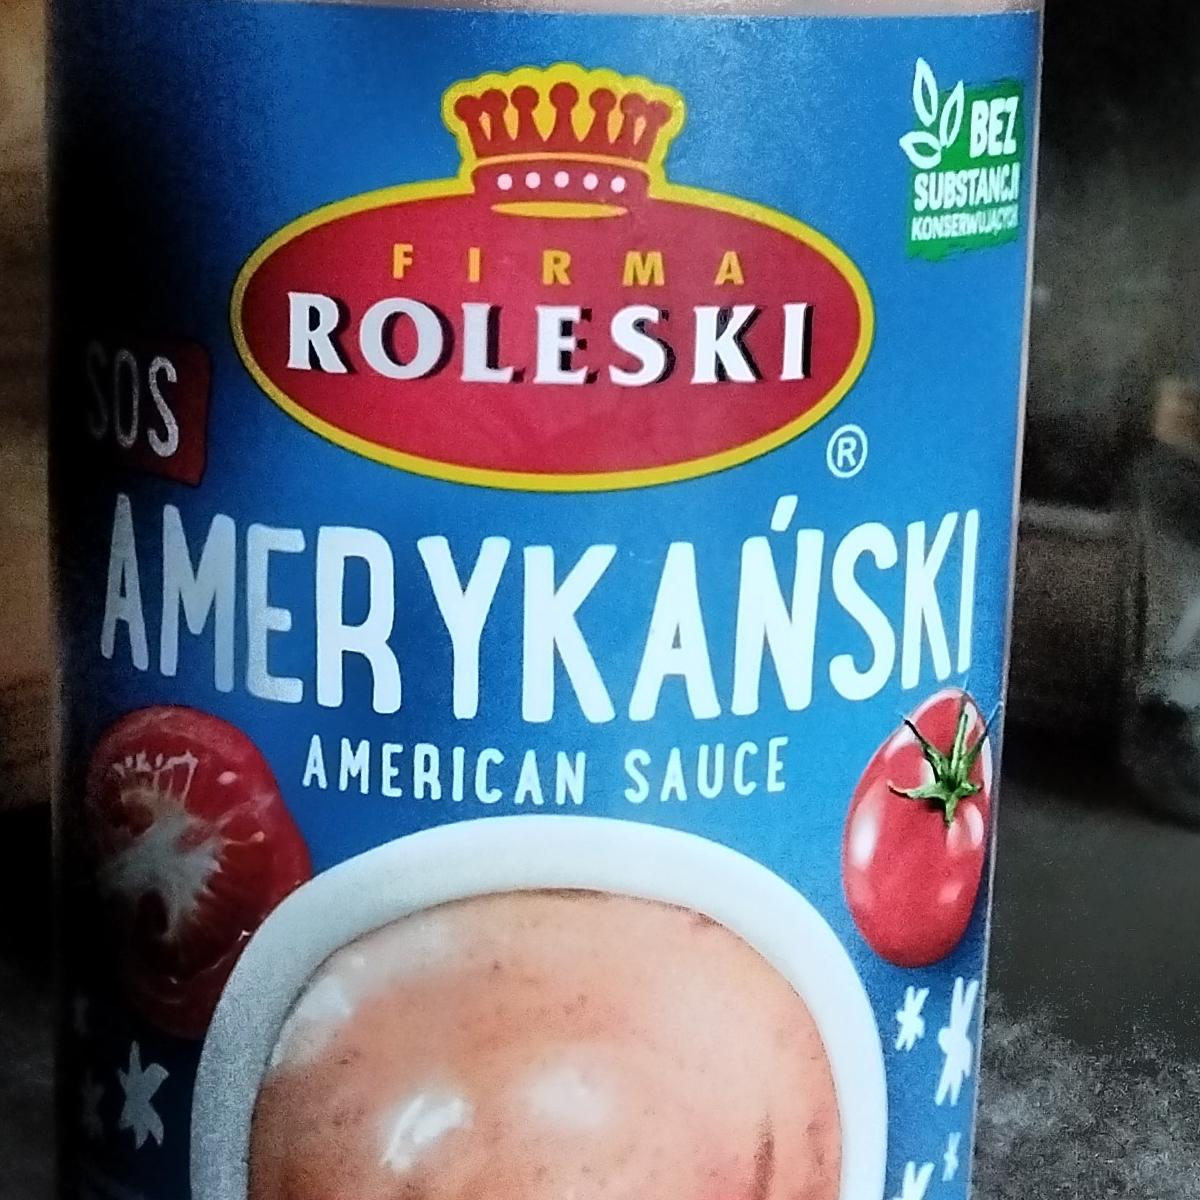 BEZ
SUBSTANCJI
KONSERWUJĄCYCH
FIRMA
ROLESKI
®
SOS
AMERYKAŃSKI
AMERICAN SAUCE